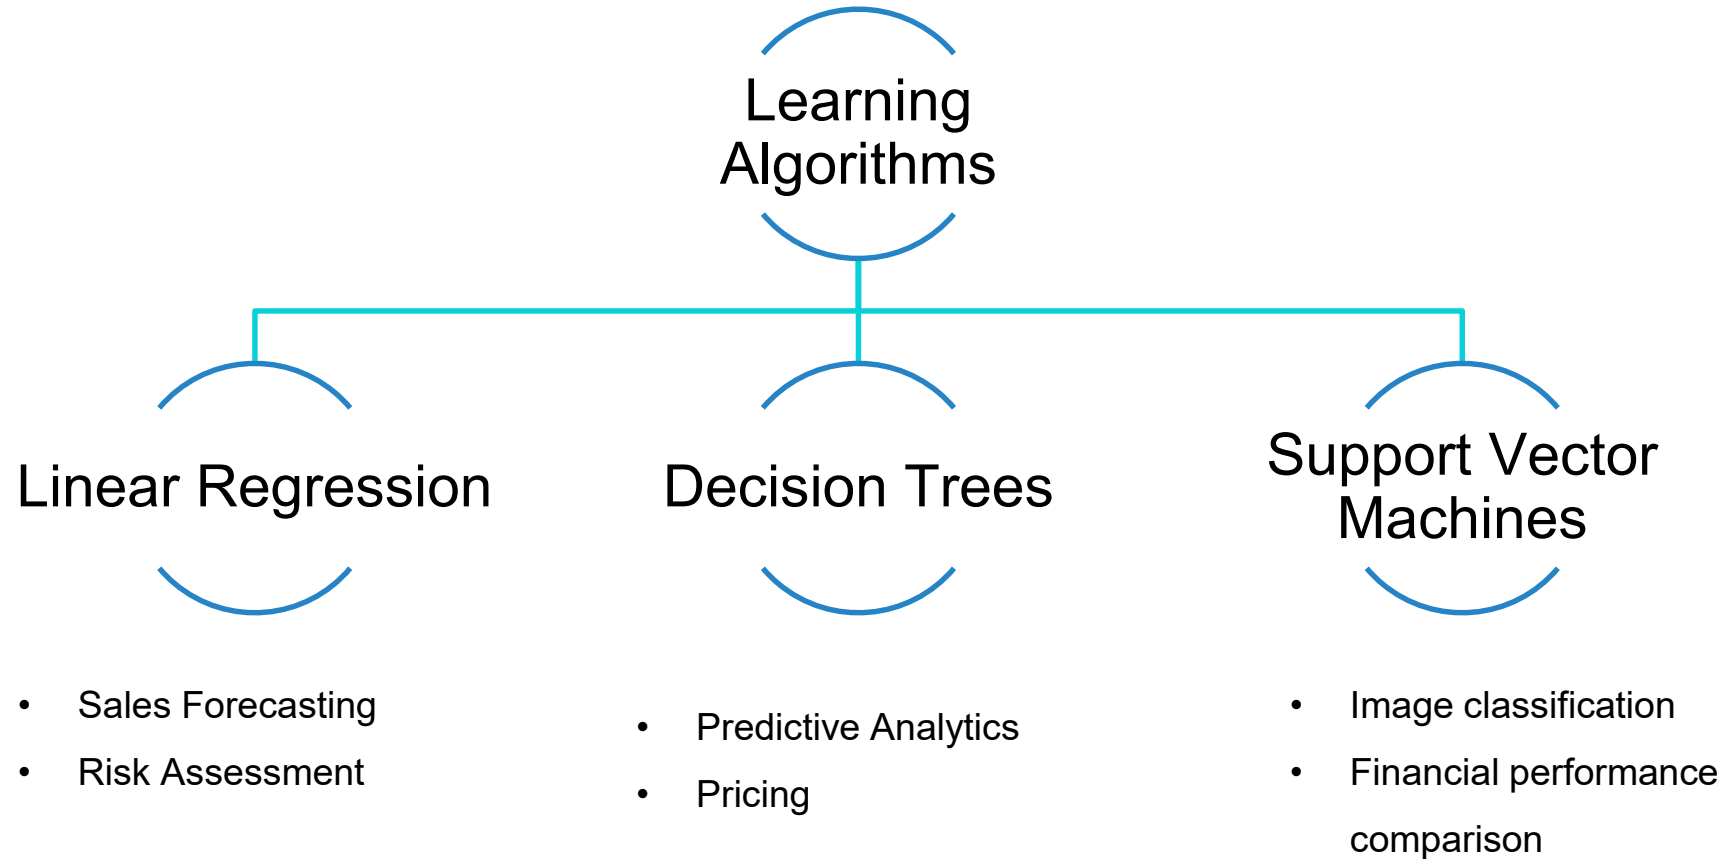 Learning
Algorithms
Linear Regression
Decision Trees
Support Vector
Machines
• Sales Forecasting
• Risk Assessment
• Predictive Analytics
• Pricing
• Image classification
• Financial performance
comparison